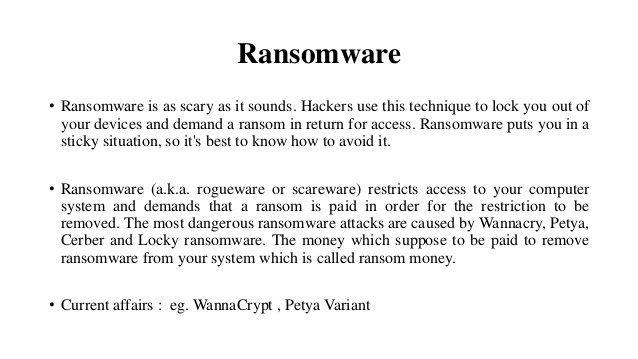 Ransomware
• Ransomware is as scary as it sounds. Hackers use this technique to lock you out of
your devices and demand a ransom in return for access. Ransomware puts you in a
sticky situation, so it's best to know how to avoid it.
• Ransomware (a.k.a. rogueware or scareware) restricts access to your computer
system and demands that a ransom is paid in order for the restriction to be
removed. The most dangerous ransomware attacks are caused by Wannacry, Petya,
Cerber and Locky ransomware. The money which suppose to be paid to remove
ransomware from your system which is called ransom money.
• Current affairs : eg. WannaCrypt , Petya Variant